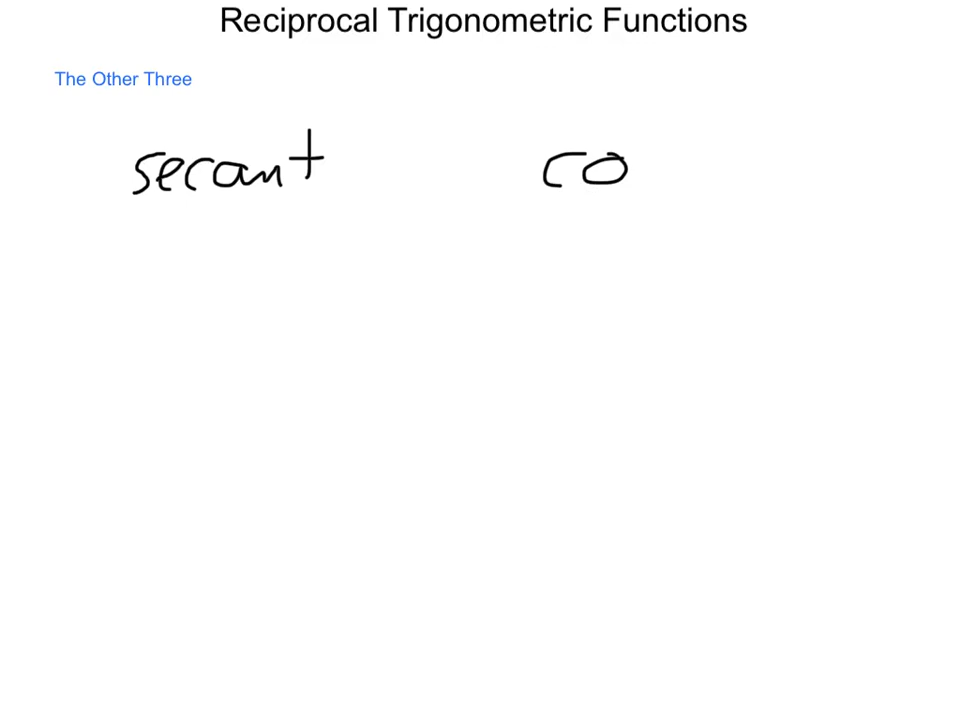 Reciprocal Trigonometric Functions
The Other Three
secant co